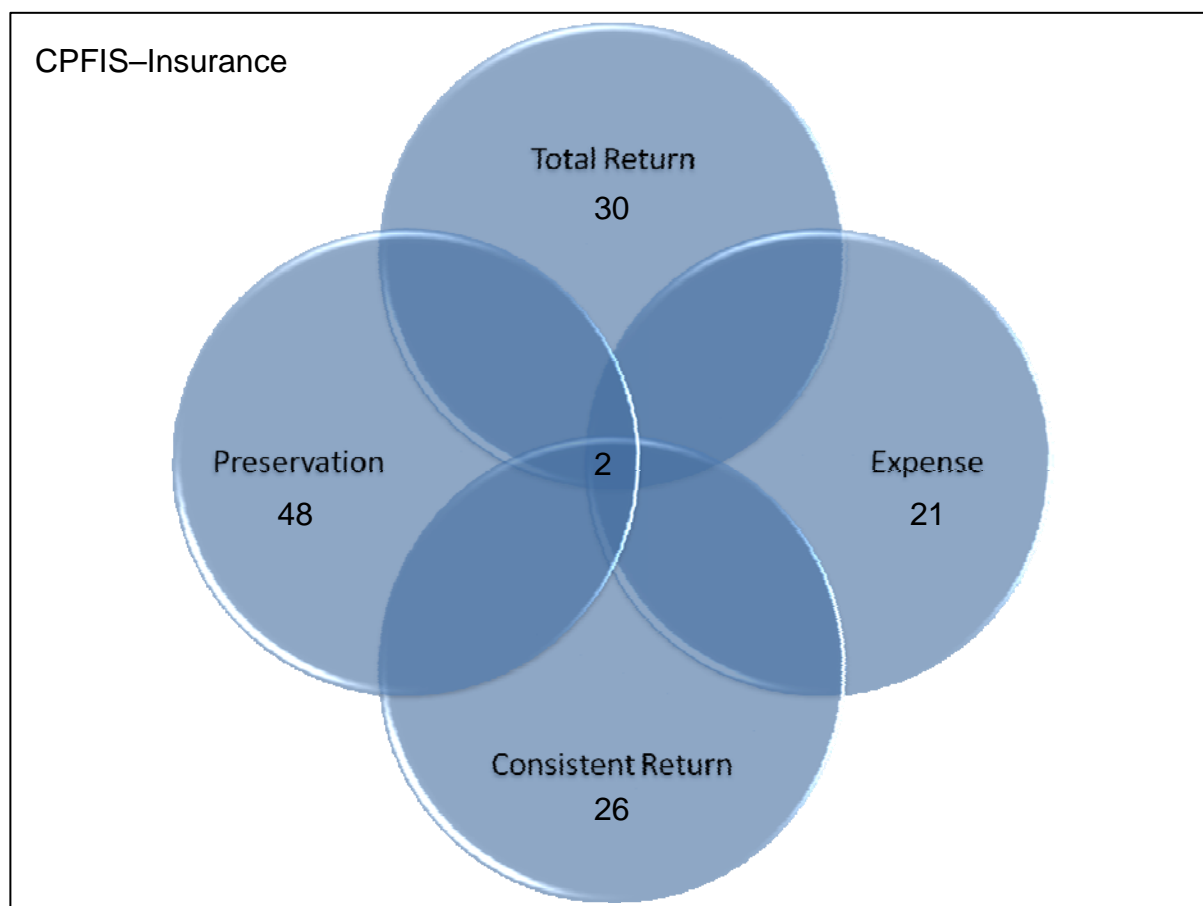 CPFIS–Insurance
Total Return
30
Preservation
48
2
Expense
21
Consistent Return
26